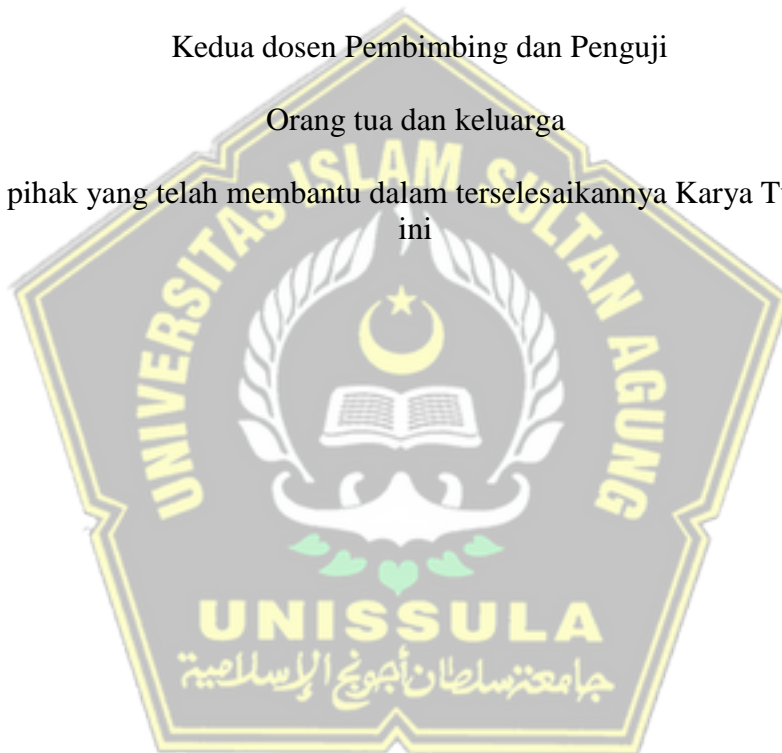 Kedua dosen Pembimbing dan Penguji
Orang tua dan keluarga
pihak yang telah membantu dalam terselesaikannya Karya T
ini
UNIVERSITAS ISLAM SULTAN AGUNG
UNISSULA
جامعة سلطان أجونج الإسلامية